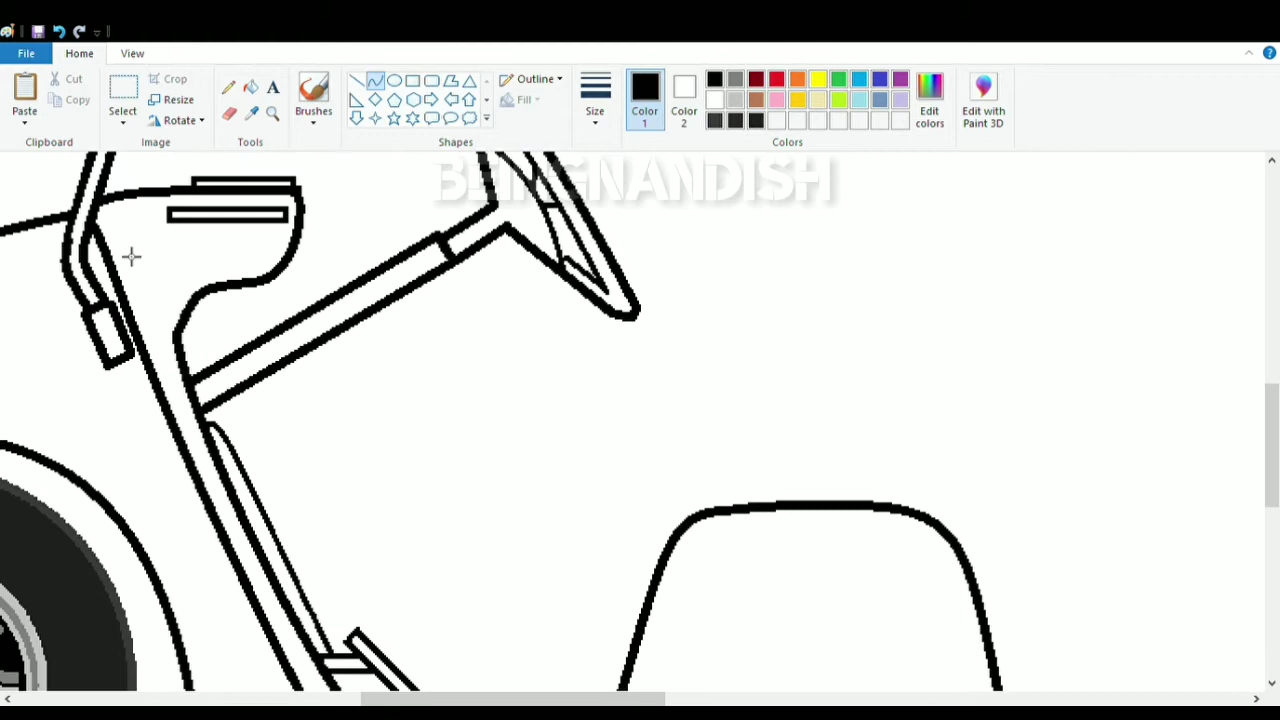 File Home View
Paste
Cut
Copy
Clipboard
Select
Crop
Resize
Rotate
Image
A
Tools
Brushes
Shapes
Outline
Fill
Size
Color
1
Color
2
Edit
colors
Colors
Edit with
Paint 3D
?
BEINGNANDISH